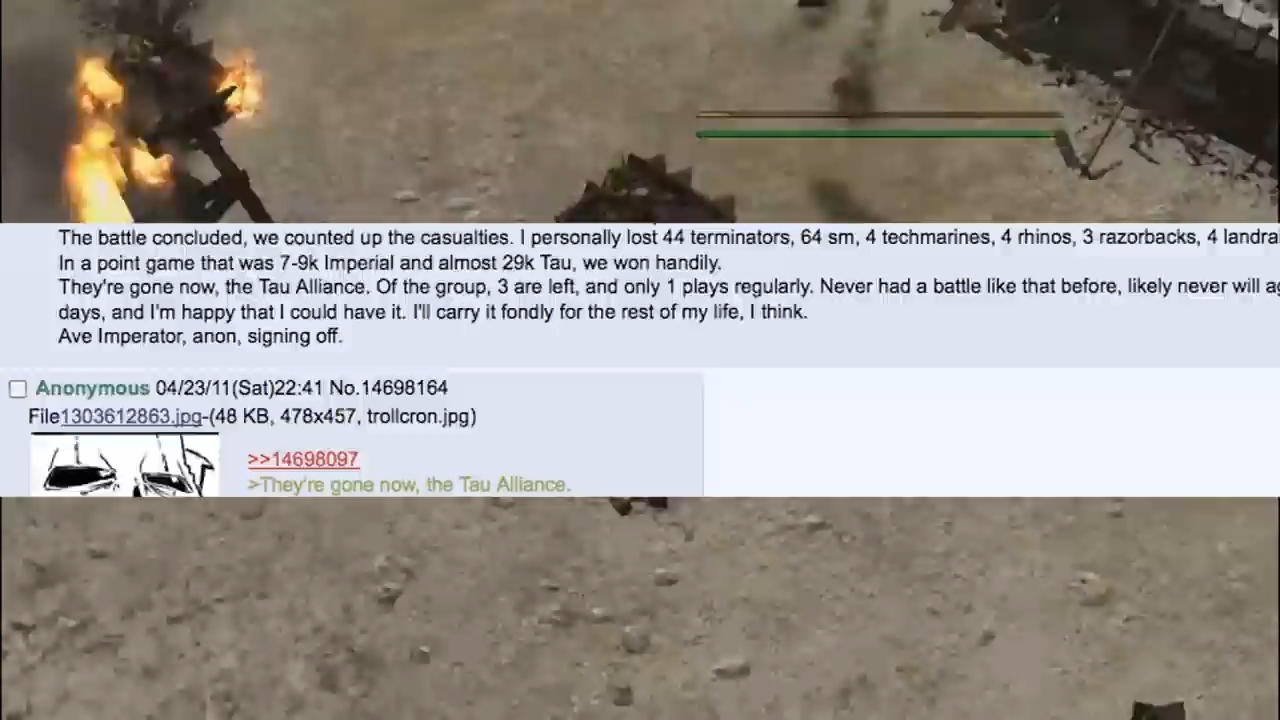 The battle concluded, we counted up the casualties. I personally lost 44 terminators, 64 sm, 4 techmarines, 4 rhinos, 3 razorbacks, 4 landra
In a point game that was 7-9k Imperial and almost 29k Tau, we won handily.
They're gone now, the Tau Alliance. Of the group, 3 are left, and only 1 plays regularly. Never had a battle like that before, likely never will ag
days, and I'm happy that I could have it. I'll carry it fondly for the rest of my life, I think.
Ave Imperator, anon, signing off.
Anonymous 04/23/11(Sat)22:41 No.14698164
File1303612863.jpg-(48 KB, 478x457, trollcron.jpg)
>>14698097
>They're gone now, the Tau Alliance.